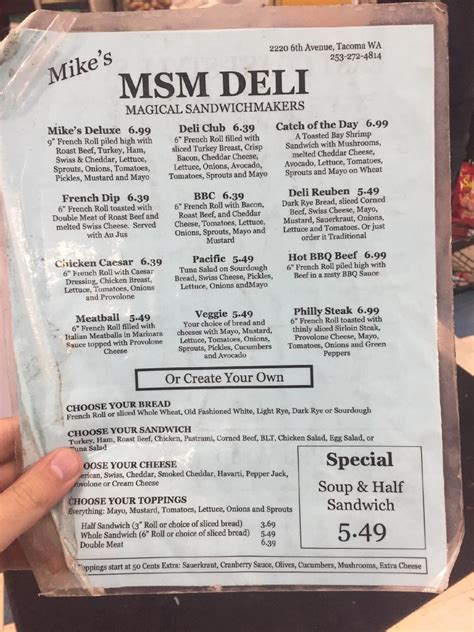 Mike's
2220 6th Avenue, Tacoma WA
253-272-4814
MSM DELI
MAGICAL SANDWICHMAKERS
Mike's Deluxe 6.99
9" French Roll piled high with
Roast Beef, Turkey, Ham,
Swiss & Cheddar, Lettuce,
Sprouts, Onions, Tomatoes,
Pickles, Mustard and Mayo
Deli Club 6.39
6" French Roll filled with
sliced Turkey Breast, Crisp
Bacon, Cheddar Cheese,
Lettuce, Onions, Sprouts,
Tomatoes and Mayo
Catch of the Day 6.99
A Toasted Bay Shrimp
Sandwich with Mushrooms,
melted Cheddar Cheese,
Avocado, Lettuce, Tomatoes,
Sprouts and Mayo on Wheat
French Dip 6.39
6" French Roll toasted with
Double Meat of Roast Beef and
melted Swiss Cheese. Served
with Au Jus
BBC 6.39
6" French Roll with Bacon,
Roast Beef, and Cheddar
Cheese, Tomatoes, Lettuce,
Onions, Sprouts, Mayo and
Mustard
Deli Reuben 5.49
Dark Rye Bread, sliced Corned
Beef, Swiss Cheese, Mayo,
Mustard, Sauerkraut, Onions,
Lettuce and Tomato. Or just
order it Traditional
Chicken Caesar 6.39
6" French Roll with Caesar
Dressing, Chicken Breast,
Lettuce, Tomatoes, Onions
and Provolone
Pacific 5.49
Tuna Salad on Sourdough
Bread, Swiss Cheese, Pickles,
Sprouts, Lettuce, Tomatoes,
Onions andMayo
Hot BBQ Beef 6.99
6" French Roll piled high with
Beef in a zesty BBQ Sauce
Meatball 5.49
6" French Roll filled with
Italian Meatballs in Marinara
Sauce topped with Provolone
Cheese
Veggie 5.49
Your choice of bread and
cheeses with Mayo, Mustard,
Lettuce, Tomato, Onions,
Sprouts, Pickles, Cucumbers
and Avocado
Philly Steak 6.99
6" French Roll toasted with
thinly sliced Sirloin Steak,
Provolone Cheese, Mayo,
Tomatoes, Onions and Green
Peppers
Or Create Your Own
CHOOSE YOUR BREAD
French Roll or sliced Whole Wheat, Old Fashioned White, Light Rye, Dark Rye or Sourdough
CHOOSE YOUR SANDWICH
Turkey, Ham, Roast Beef, Chicken, Pastrami, Corned Beef, BLT, Chicken Salad, Egg Salad, or
Tuna Salad
CHOOSE YOUR CHEESE
American, Swiss, Cheddar, Smoked Cheddar, Havarti, Pepper Jack,
Provolone or Cream Cheese
CHOOSE YOUR TOPPINGS
Everything: Mayo, Mustard, Tomatoes, Lettuce, Onions and Sprouts
Half Sandwich (3" Roll or choice of sliced bread) 3.69
Whole Sandwich (6" Roll or choice of sliced bread) 5.49
Double Meat 6.39
Special
Soup & Half
Sandwich
5.49
Toppings start at 50 Cents Extra: Sauerkraut, Cranberry Sauce, Olives, Cucumbers, Mushrooms, Extra Cheese